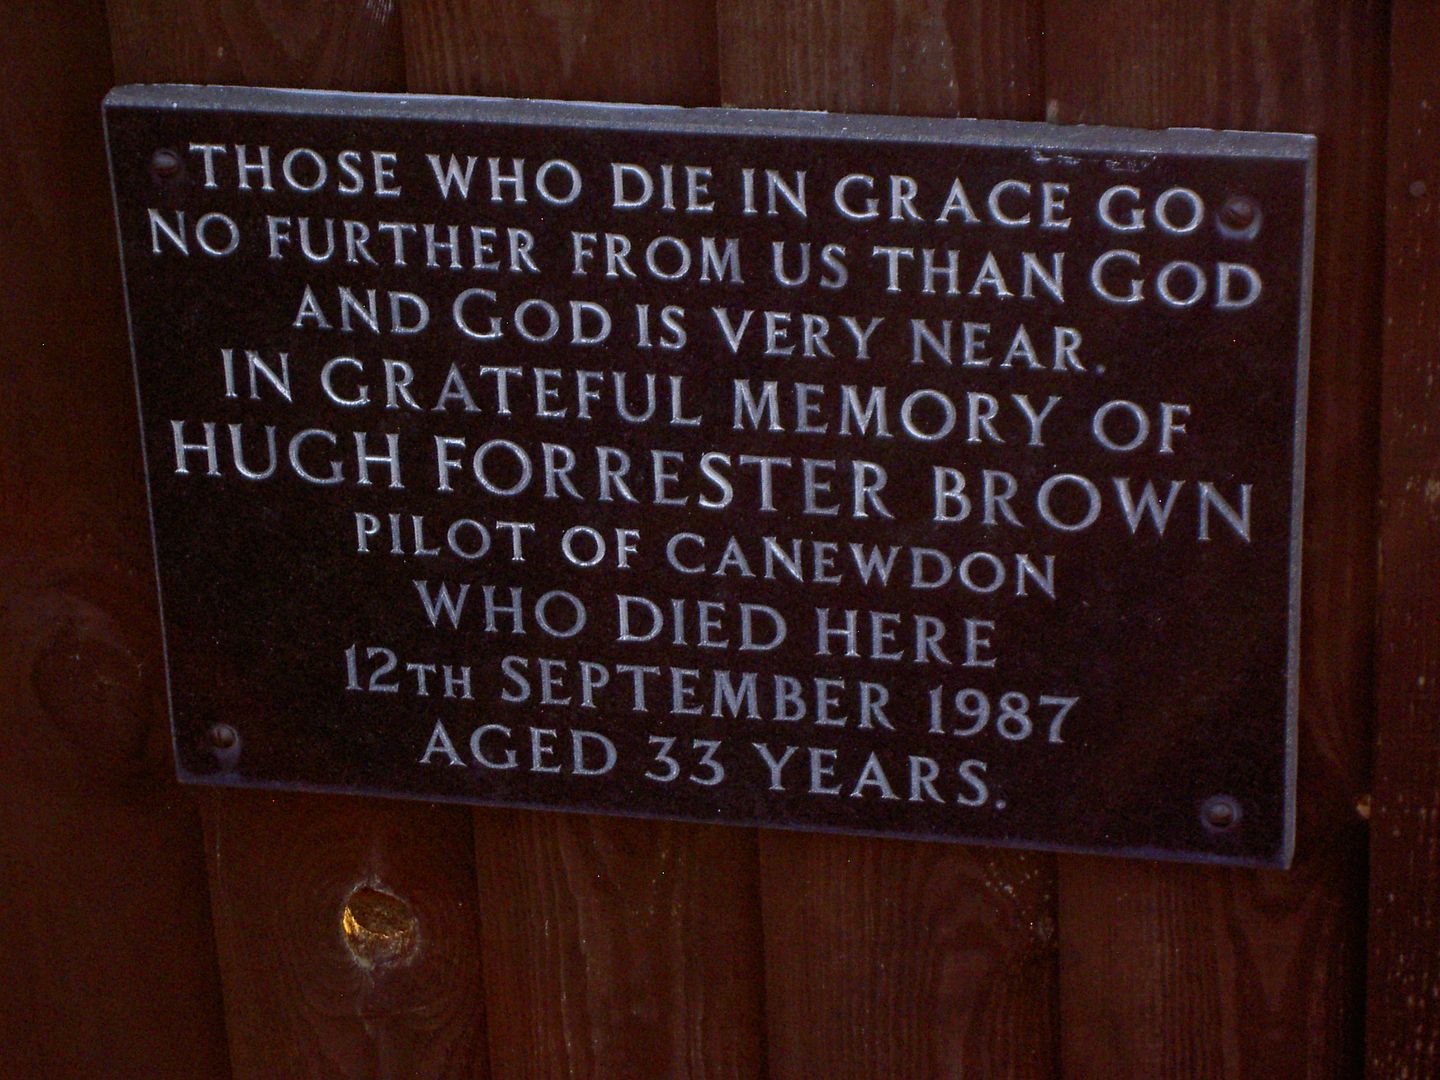 THOSE WHO DIE IN GRACE GO
NO FURTHER FROM US THAN GOD
AND GOD IS VERY NEAR.
IN GRATEFUL MEMORY OF
HUGH FORRESTER BROWN
PILOT OF CANEWDON
WHO DIED HERE
12TH SEPTEMBER 1987
AGED 33 YEARS.